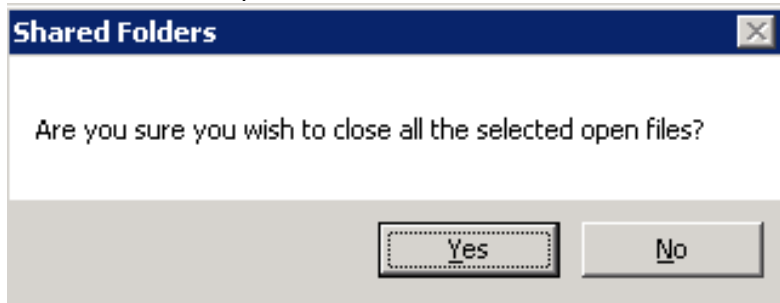 Shared Folders
Are you sure you wish to close all the selected open files?
Yes
No